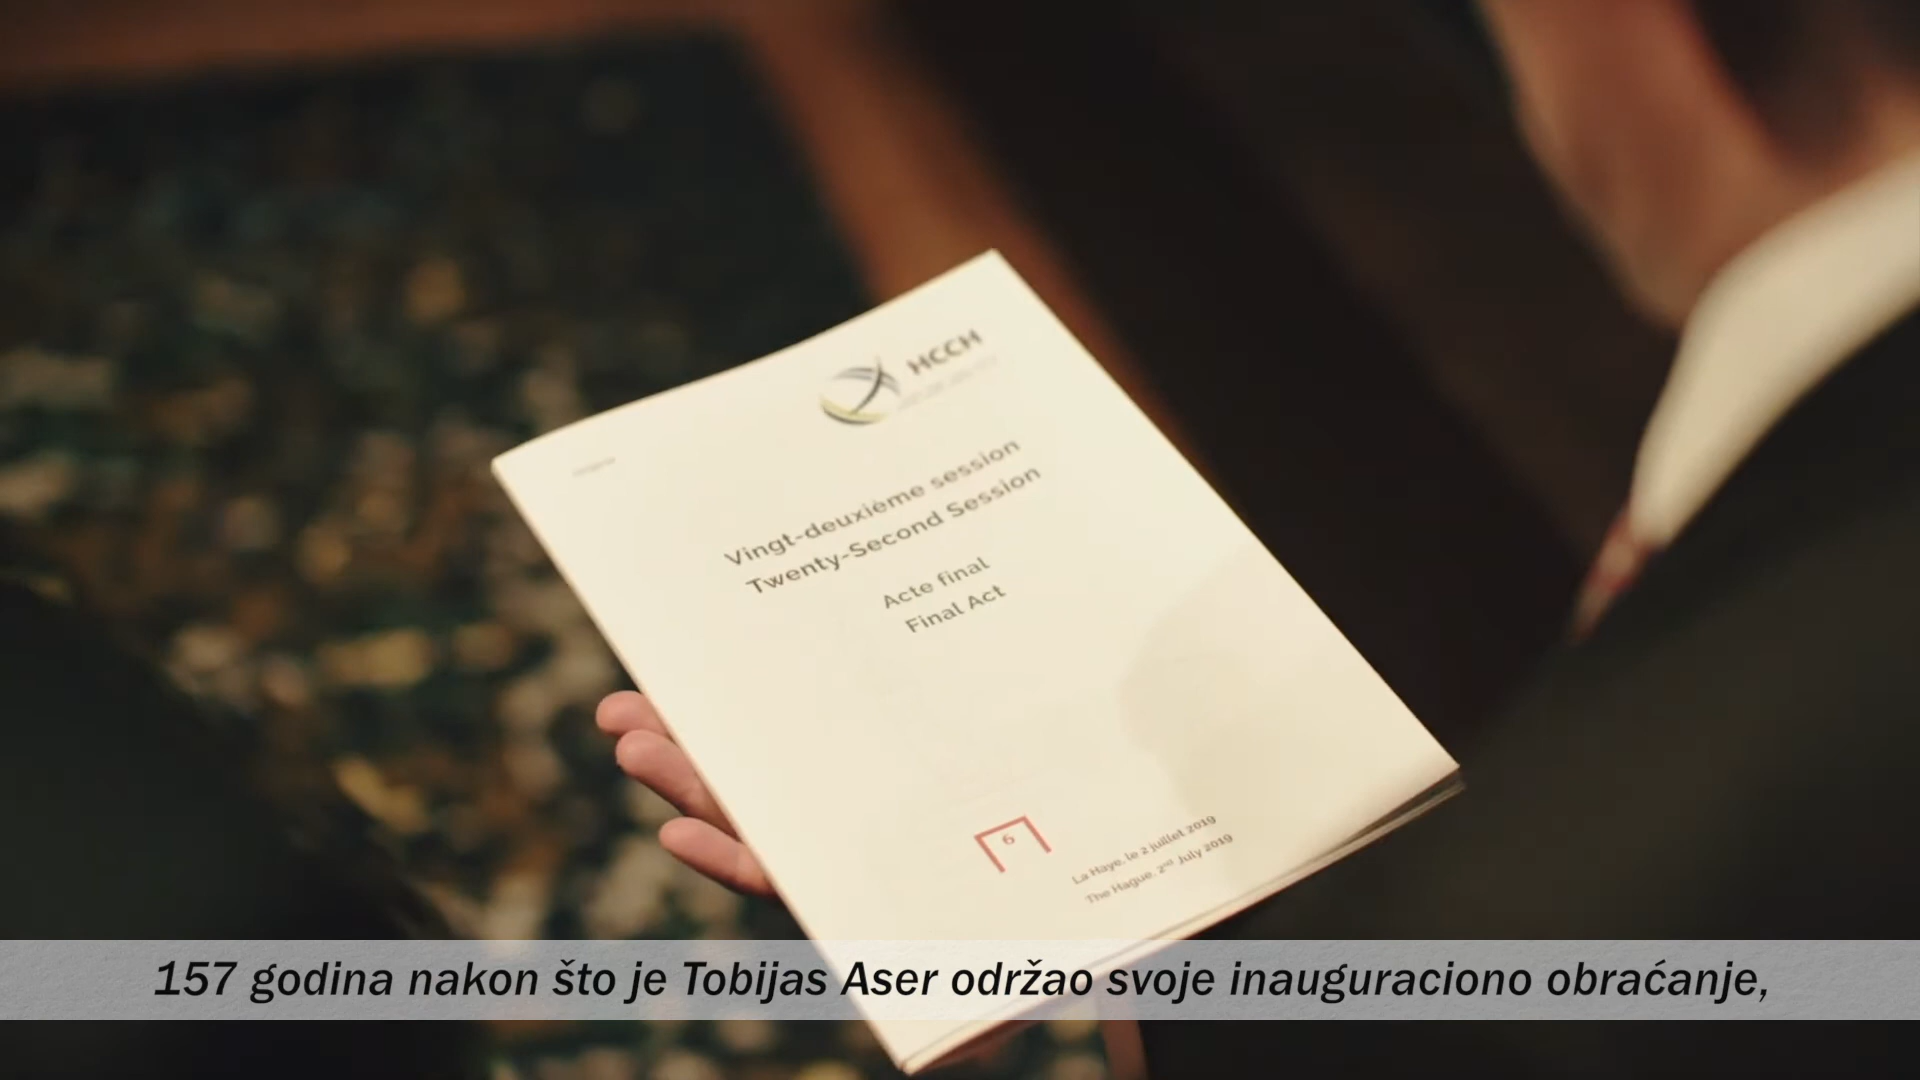 HCCH
Vingt-deuxième session
Twenty-Second Session
Acte final
Final Act
6
La Haye, le 2 juillet 2019
The Hague, 2nd July 2019
157 godina nakon što je Tobijas Aser održao svoje inauguraciono obraćanje,